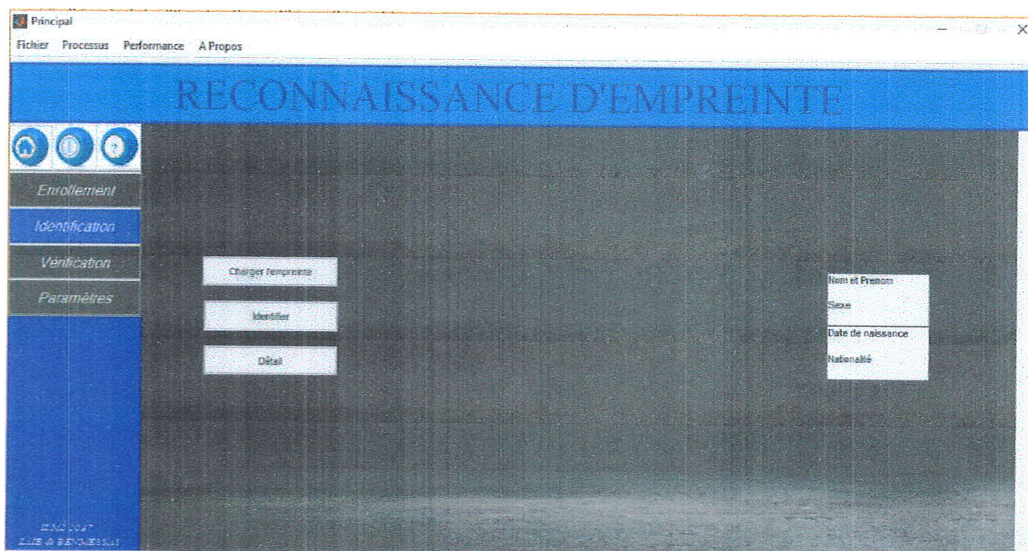 Principal
Fichier Processus Performance A Propos
RECONNAISSANCE D'EMPREINTE
?
Enrollement
Identification
Vérification
Paramètres
Charger l'empreinte
Identifier
Détail
Nom et Prenom
Sexe
Date de naissance
Nationalité